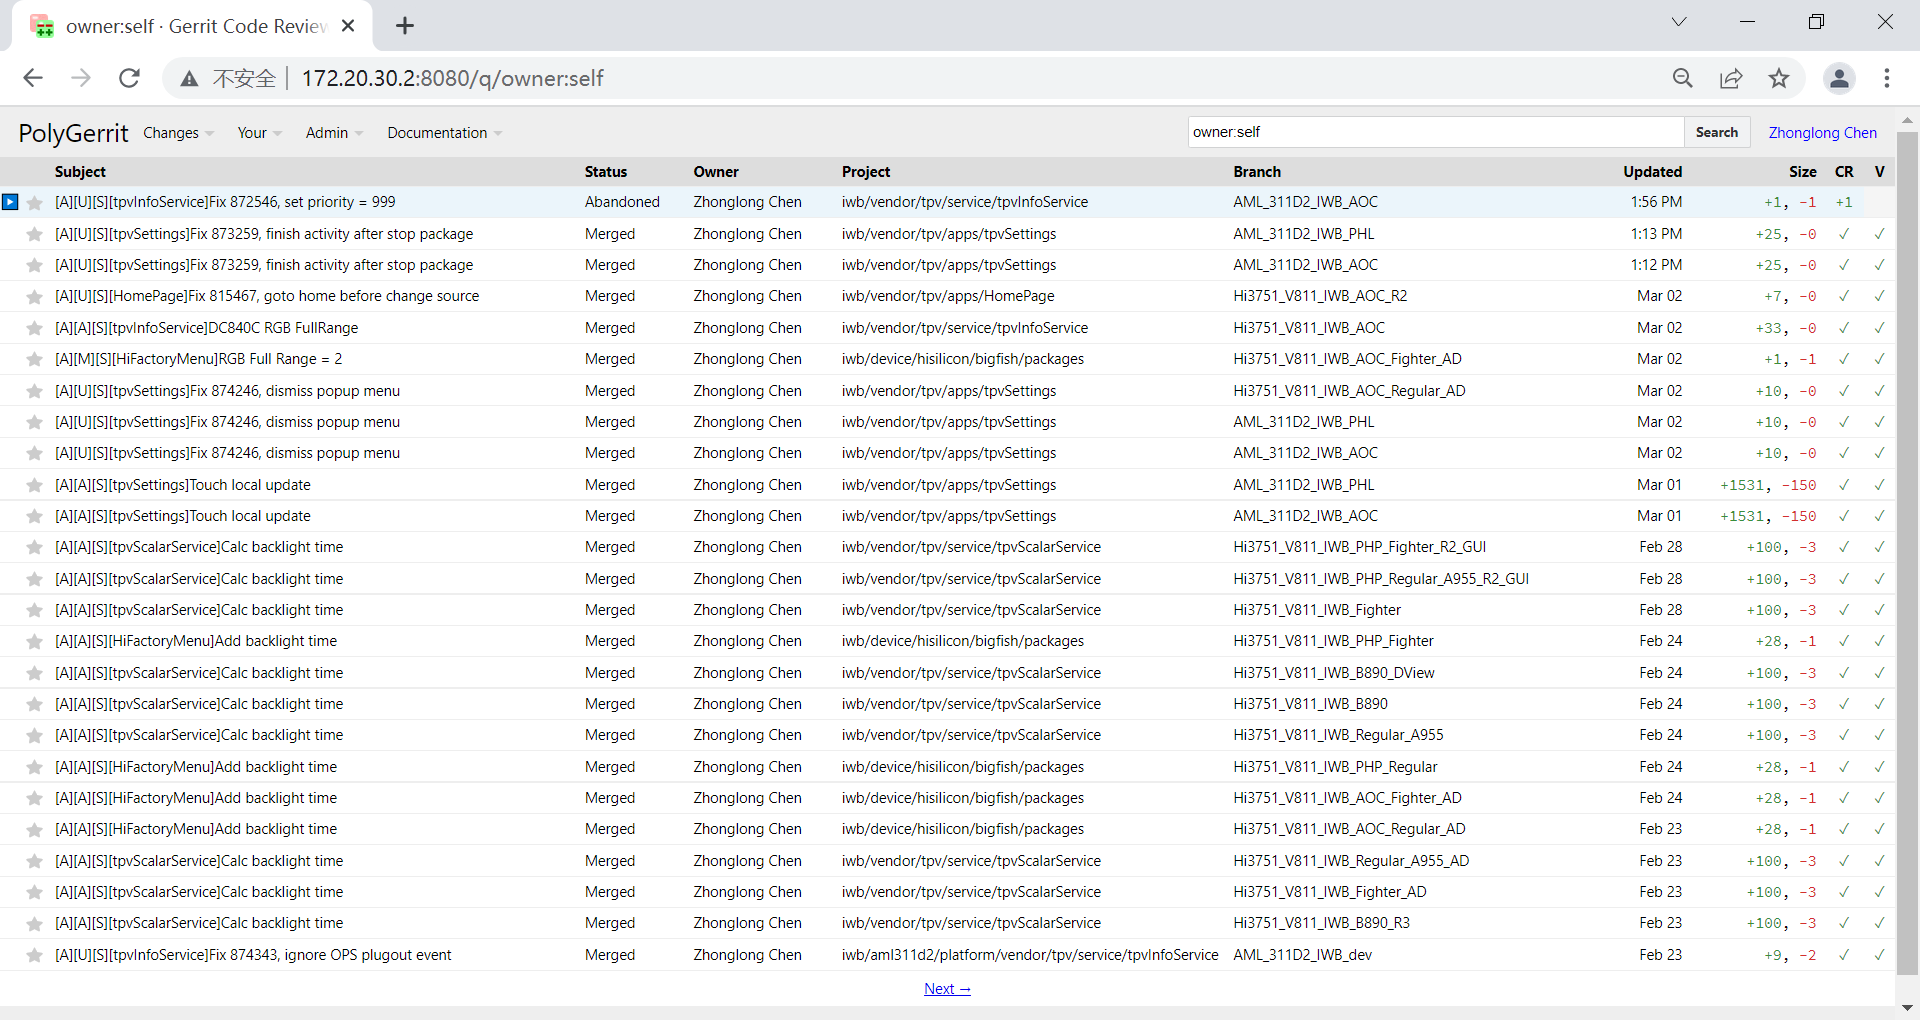 owner:self · Gerrit Code Review
不安全 172.20.30.2:8080/q/owner:self
PolyGerrit Changes Your Admin Documentation owner:self Search Zhonglong Chen
Subject Status Owner Project Branch Updated Size CR V
[A][U][S][tpvInfoService]Fix 872546, set priority = 999 Abandoned Zhonglong Chen iwb/vendor/tpv/service/tpvInfoService AML_311D2_IWB_AOC 1:56 PM +1, −1 +1
[A][U][S][tpvSettings]Fix 873259, finish activity after stop package Merged Zhonglong Chen iwb/vendor/tpv/apps/tpvSettings AML_311D2_IWB_PHL 1:13 PM +25, −0 ✓ ✓
[A][U][S][tpvSettings]Fix 873259, finish activity after stop package Merged Zhonglong Chen iwb/vendor/tpv/apps/tpvSettings AML_311D2_IWB_AOC 1:12 PM +25, −0 ✓ ✓
[A][U][S][HomePage]Fix 815467, goto home before change source Merged Zhonglong Chen iwb/vendor/tpv/apps/HomePage Hi3751_V811_IWB_AOC_R2 Mar 02 +7, −0 ✓ ✓
[A][A][S][tpvInfoService]DC840C RGB FullRange Merged Zhonglong Chen iwb/vendor/tpv/service/tpvInfoService Hi3751_V811_IWB_AOC Mar 02 +33, −0 ✓ ✓
[A][M][S][HiFactoryMenu]RGB Full Range = 2 Merged Zhonglong Chen iwb/device/hisilicon/bigfish/packages Hi3751_V811_IWB_AOC_Fighter_AD Mar 02 +1, −1 ✓ ✓
[A][U][S][tpvSettings]Fix 874246, dismiss popup menu Merged Zhonglong Chen iwb/vendor/tpv/apps/tpvSettings Hi3751_V811_IWB_AOC_Regular_AD Mar 02 +10, −0 ✓ ✓
[A][U][S][tpvSettings]Fix 874246, dismiss popup menu Merged Zhonglong Chen iwb/vendor/tpv/apps/tpvSettings AML_311D2_IWB_PHL Mar 02 +10, −0 ✓ ✓
[A][U][S][tpvSettings]Fix 874246, dismiss popup menu Merged Zhonglong Chen iwb/vendor/tpv/apps/tpvSettings AML_311D2_IWB_AOC Mar 02 +10, −0 ✓ ✓
[A][A][S][tpvSettings]Touch local update Merged Zhonglong Chen iwb/vendor/tpv/apps/tpvSettings AML_311D2_IWB_PHL Mar 01 +1531, −150 ✓ ✓
[A][A][S][tpvSettings]Touch local update Merged Zhonglong Chen iwb/vendor/tpv/apps/tpvSettings AML_311D2_IWB_AOC Mar 01 +1531, −150 ✓ ✓
[A][A][S][tpvScalarService]Calc backlight time Merged Zhonglong Chen iwb/vendor/tpv/service/tpvScalarService Hi3751_V811_IWB_PHP_Fighter_R2_GUI Feb 28 +100, −3 ✓ ✓
[A][A][S][tpvScalarService]Calc backlight time Merged Zhonglong Chen iwb/vendor/tpv/service/tpvScalarService Hi3751_V811_IWB_PHP_Regular_A955_R2_GUI Feb 28 +100, −3 ✓ ✓
[A][A][S][tpvScalarService]Calc backlight time Merged Zhonglong Chen iwb/vendor/tpv/service/tpvScalarService Hi3751_V811_IWB_Fighter Feb 28 +100, −3 ✓ ✓
[A][A][S][HiFactoryMenu]Add backlight time Merged Zhonglong Chen iwb/device/hisilicon/bigfish/packages Hi3751_V811_IWB_PHP_Fighter Feb 24 +28, −1 ✓ ✓
[A][A][S][tpvScalarService]Calc backlight time Merged Zhonglong Chen iwb/vendor/tpv/service/tpvScalarService Hi3751_V811_IWB_B890_DView Feb 24 +100, −3 ✓ ✓
[A][A][S][tpvScalarService]Calc backlight time Merged Zhonglong Chen iwb/vendor/tpv/service/tpvScalarService Hi3751_V811_IWB_B890 Feb 24 +100, −3 ✓ ✓
[A][A][S][tpvScalarService]Calc backlight time Merged Zhonglong Chen iwb/vendor/tpv/service/tpvScalarService Hi3751_V811_IWB_Regular_A955 Feb 24 +100, −3 ✓ ✓
[A][A][S][HiFactoryMenu]Add backlight time Merged Zhonglong Chen iwb/device/hisilicon/bigfish/packages Hi3751_V811_IWB_PHP_Regular Feb 24 +28, −1 ✓ ✓
[A][A][S][HiFactoryMenu]Add backlight time Merged Zhonglong Chen iwb/device/hisilicon/bigfish/packages Hi3751_V811_IWB_AOC_Fighter_AD Feb 24 +28, −1 ✓ ✓
[A][A][S][HiFactoryMenu]Add backlight time Merged Zhonglong Chen iwb/device/hisilicon/bigfish/packages Hi3751_V811_IWB_AOC_Regular_AD Feb 23 +28, −1 ✓ ✓
[A][A][S][tpvScalarService]Calc backlight time Merged Zhonglong Chen iwb/vendor/tpv/service/tpvScalarService Hi3751_V811_IWB_Regular_A955_AD Feb 23 +100, −3 ✓ ✓
[A][A][S][tpvScalarService]Calc backlight time Merged Zhonglong Chen iwb/vendor/tpv/service/tpvScalarService Hi3751_V811_IWB_Fighter_AD Feb 23 +100, −3 ✓ ✓
[A][A][S][tpvScalarService]Calc backlight time Merged Zhonglong Chen iwb/vendor/tpv/service/tpvScalarService Hi3751_V811_IWB_B890_R3 Feb 23 +100, −3 ✓ ✓
[A][U][S][tpvInfoService]Fix 874343, ignore OPS plugout event Merged Zhonglong Chen iwb/aml311d2/platform/vendor/tpv/service/tpvInfoService AML_311D2_IWB_dev Feb 23 +9, −2 ✓ ✓
Next →